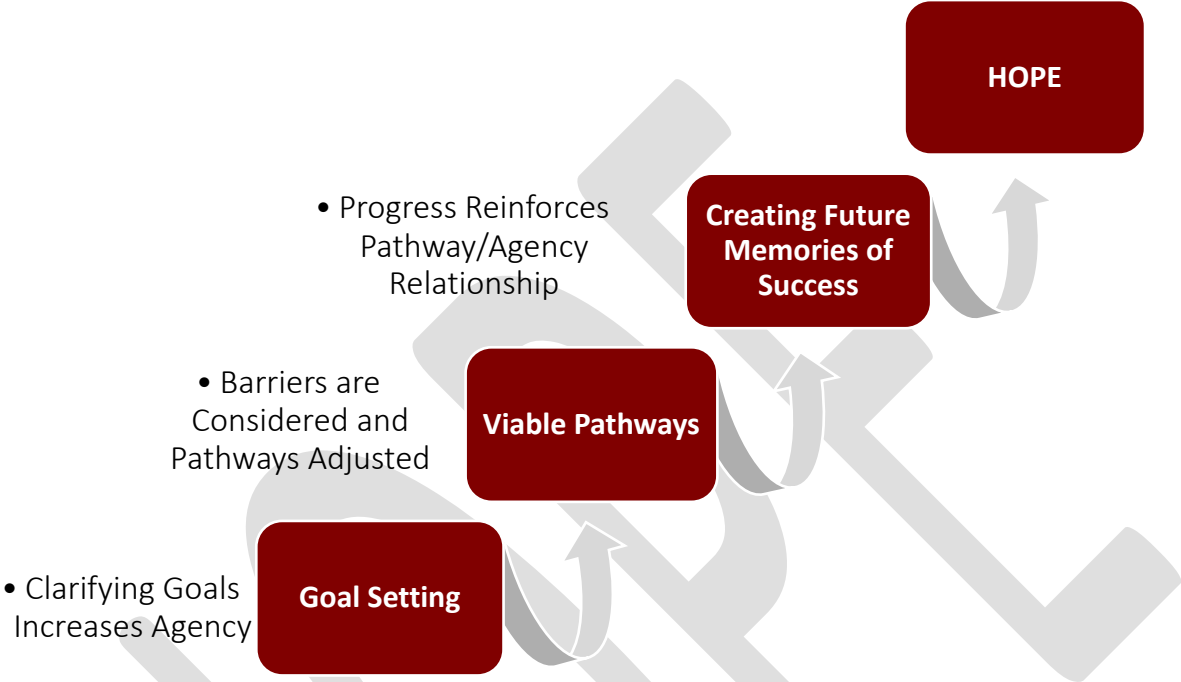 HOPE
• Progress Reinforces
Pathway/Agency
Relationship
Creating Future
Memories of
Success
• Barriers are
Considered and
Pathways Adjusted
Viable Pathways
• Clarifying Goals
Increases Agency
Goal Setting